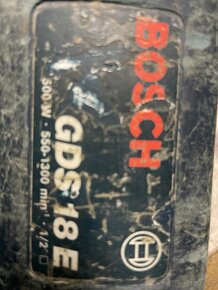 BOSCH
GDS 18 E
500 W - 550-1300 min⁻¹ - 1/2 □